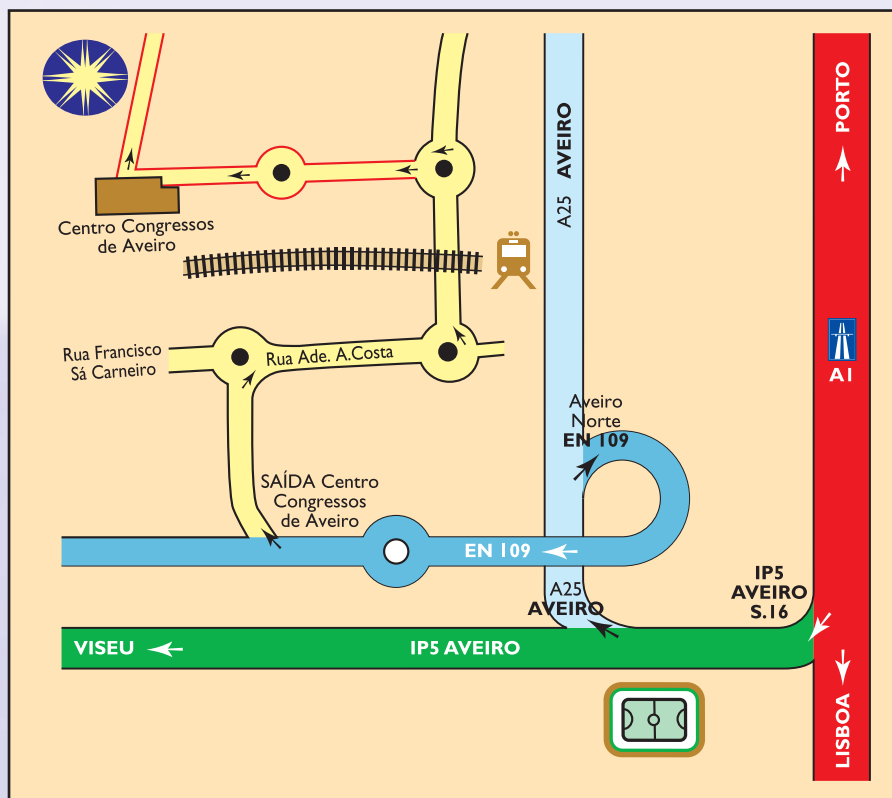 PORTO
A25 AVEIRO
Centro Congressos
de Aveiro
Rua Francisco
Sá Carneiro
Rua Ade. A.Costa
A1
Aveiro
Norte
EN 109
SAÍDA Centro
Congressos
de Aveiro
EN 109
IP5
AVEIRO
S.16
A25
AVEIRO
VISEU
IP5 AVEIRO
LISBOA